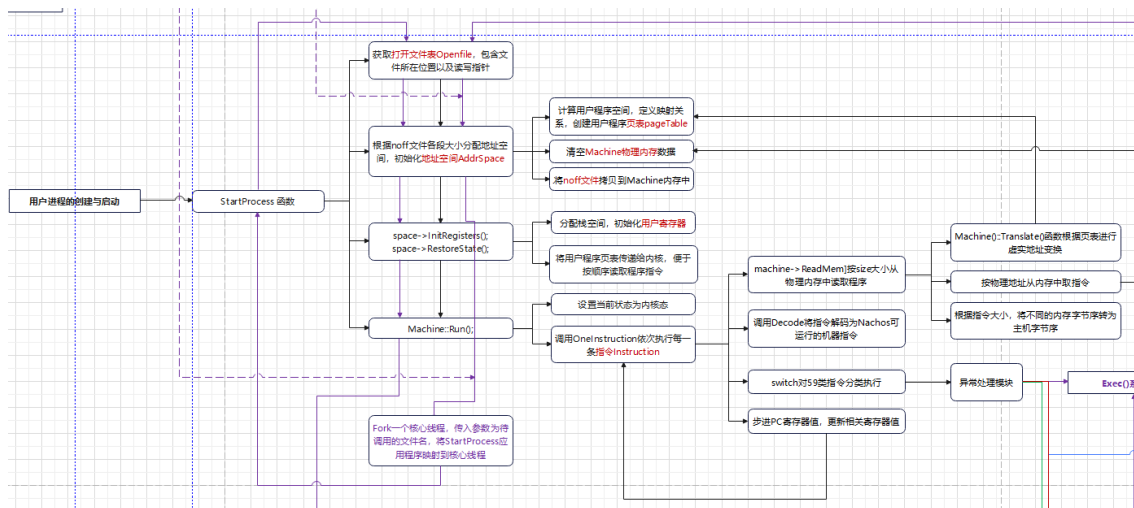 获取打开文件表Openfile，包含文
件所在位置以及读写指针
计算用户程序空间，定义映射关
系，创建用户程序页表pageTable
根据noff文件各段大小分配地址空
间，初始化地址空间AddrSpace
清空Machine物理内存数据
将noff文件拷贝到Machine内存中
用户进程的创建与启动
StartProcess 函数
space->InitRegisters();
space->RestoreState();
分配栈空间，初始化用户寄存器
将用户程序页表传递给内核，便于
按顺序读取程序指令
Machine()::Translate()函数根据页表进行
虚实地址变换
machine->ReadMem]按size大小从
物理内存中读取程序
按物理地址从内存中取指令
根据指令大小，将不同的内存字节序转为
主机字节序
设置当前状态为内核态
Machine::Run();
调用OneInstruction依次执行每一
条指令Instruction
调用Decode将指令解码为Nachos可
运行的机器指令
switch对59类指令分类执行
异常处理模块
Exec()系
步进PC寄存器值，更新相关寄存器值
Fork一个核心线程，传入参数为待
调用的文件名，将StartProcess应
用程序映射到核心线程